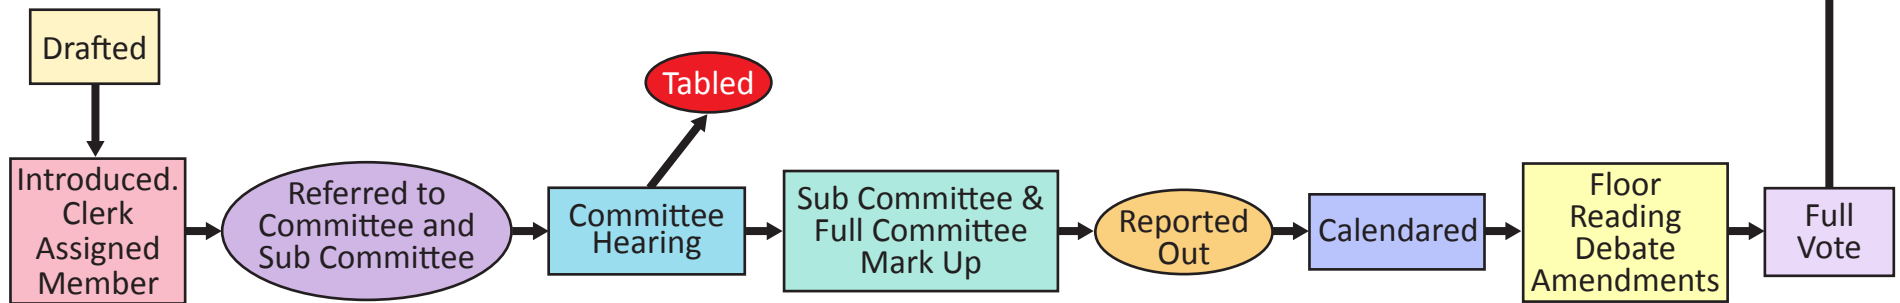 Drafted
Tabled
Introduced.
Clerk
Assigned
Member
Referred to
Committee and
Sub Committee
Committee
Hearing
Sub Committee &
Full Committee
Mark Up
Reported
Out
Calendared
Floor
Reading
Debate
Amendments
Full
Vote